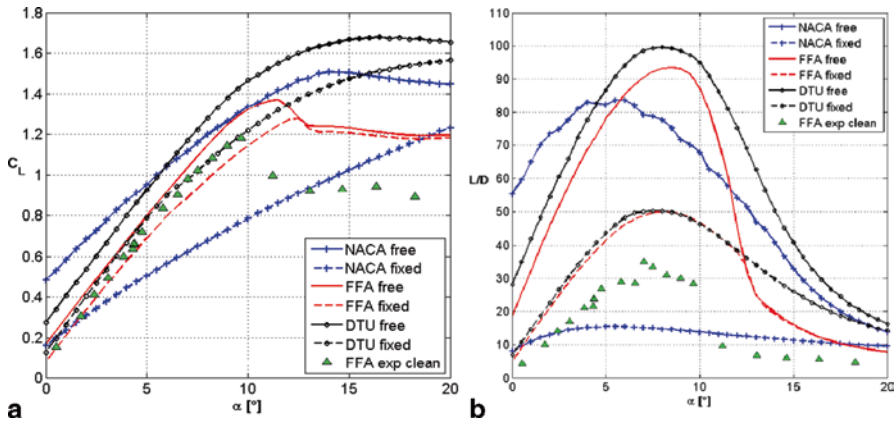 1.8
1.6
1.4
1.2
C_L
1
0.8
0.6
0.4
0.2
0
0 5 10 15 20
α [°]
NACA free
NACA fixed
FFA free
FFA fixed
DTU free
DTU fixed
FFA exp clean
a
110
100
90
80
70
L/D
60
50
40
30
20
10
0
0 5 10 15 20
α [°]
NACA free
NACA fixed
FFA free
FFA fixed
DTU free
DTU fixed
FFA exp clean
b